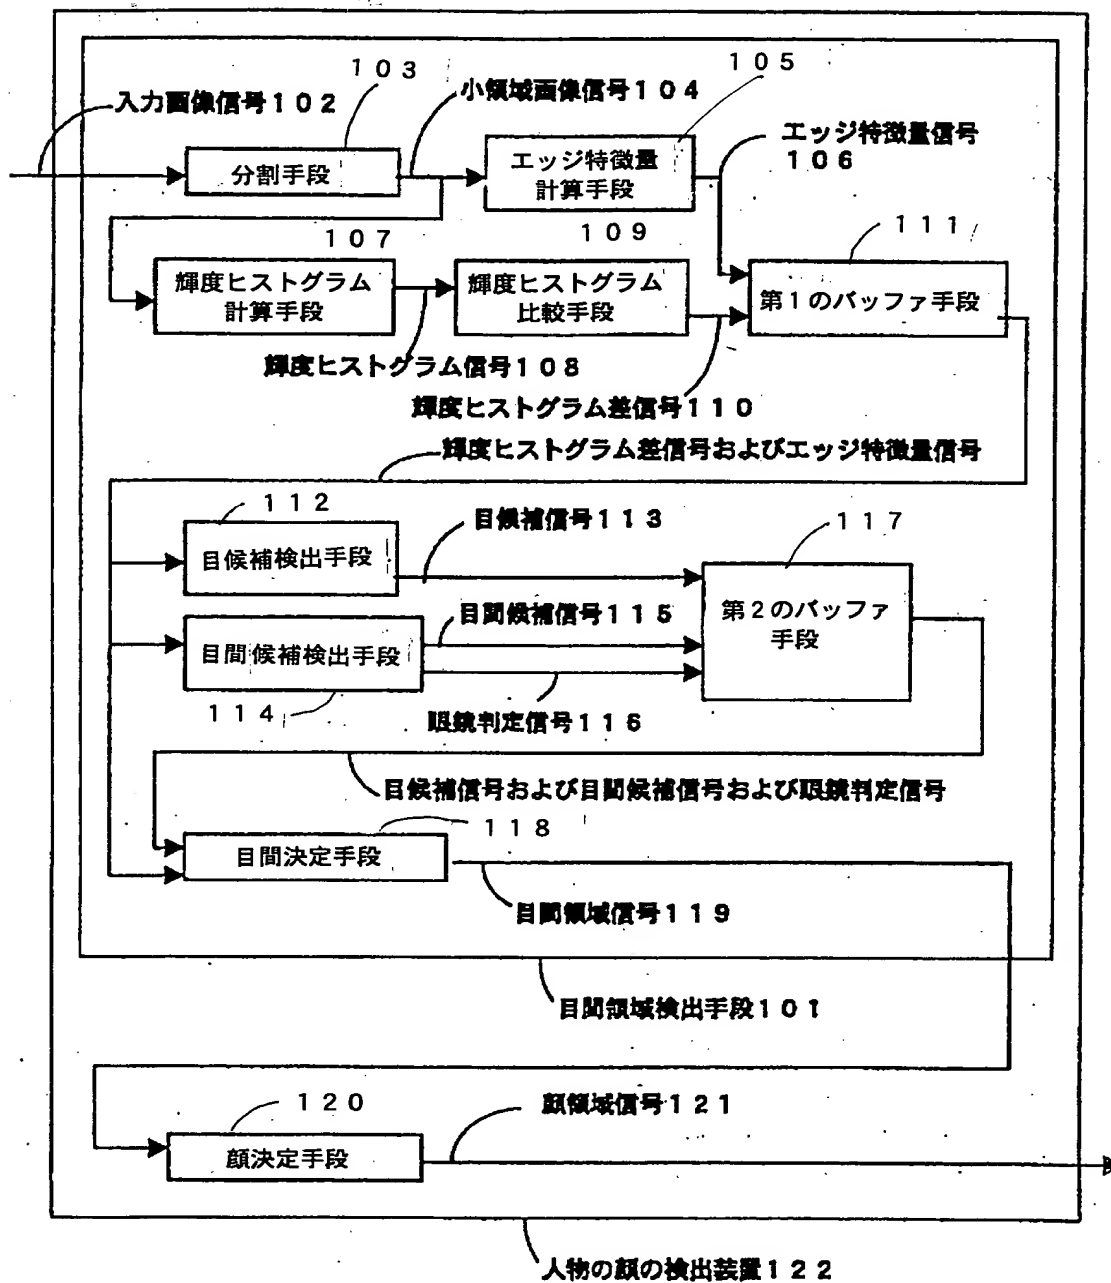 103
105
入力画像信号102
小領域画像信号104
エッジ特徴量信号
106
分割手段
エッジ特徴量
計算手段
107
109
111
輝度ヒストグラム
計算手段
輝度ヒストグラム
比較手段
第1のバッファ手段
輝度ヒストグラム信号108
輝度ヒストグラム差信号110
輝度ヒストグラム差信号およびエッジ特徴量信号
112
目候補信号113
117
目候補検出手段
目間候補信号115
第2のバッファ
手段
目間候補検出手段
114
眼鏡判定信号116
目候補信号および目間候補信号および眼鏡判定信号
118
目間決定手段
目間領域信号119
目間領域検出手段101
120
顔領域信号121
顔決定手段
人物の顔の検出装置122